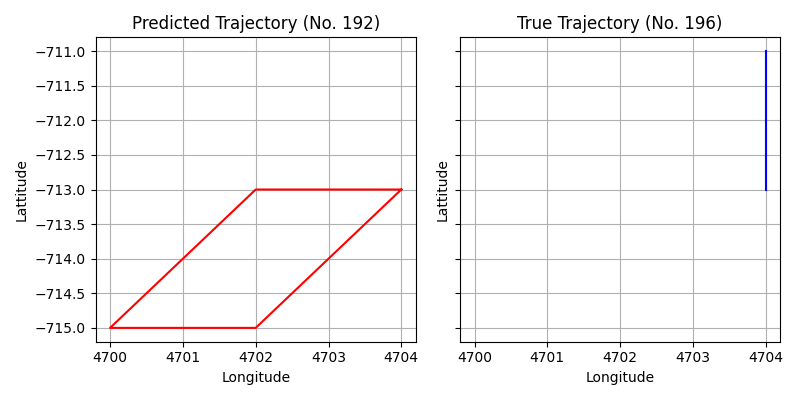 Predicted Trajectory (No. 192)
True Trajectory (No. 196)
Lattitude
−711.0
−711.5
−712.0
−712.5
−713.0
−713.5
−714.0
−714.5
−715.0
4700 4701 4702 4703 4704
Longitude
Lattitude
4700 4701 4702 4703 4704
Longitude